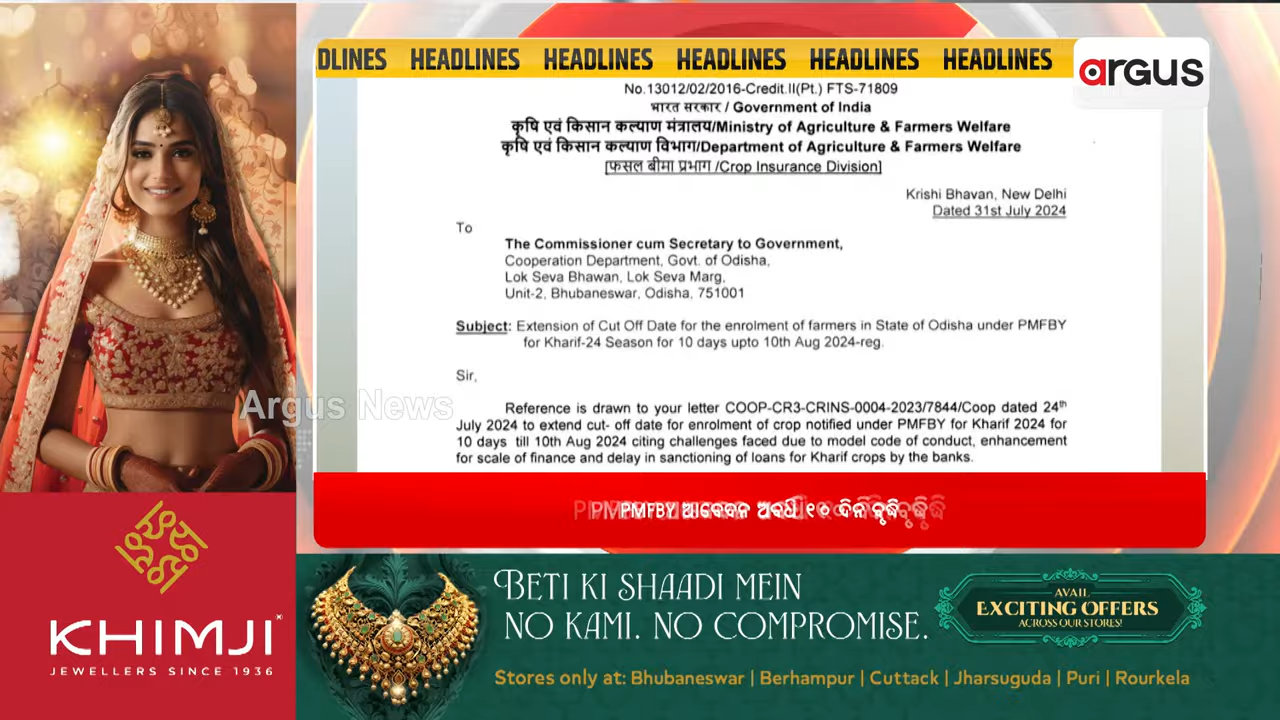 DLINES HEADLINES HEADLINES HEADLINES HEADLINES HEADLINES
argus
No.13012/02/2016-Credit.II(Pt.) FTS-71809
भारत सरकार / Government of India
कृषि एवं किसान कल्याण मंत्रालय/Ministry of Agriculture & Farmers Welfare
कृषि एवं किसान कल्याण विभाग/Department of Agriculture & Farmers Welfare
[फसल बीमा प्रभाग /Crop Insurance Division]
Krishi Bhavan, New Delhi
Dated 31st July 2024
To
The Commissioner cum Secretary to Government,
Cooperation Department, Govt. of Odisha,
Lok Seva Bhawan, Lok Seva Marg,
Unit-2, Bhubaneswar, Odisha, 751001
Subject: Extension of Cut Off Date for the enrolment of farmers in State of Odisha under PMFBY
for Kharif-24 Season for 10 days upto 10th Aug 2024-reg.
Sir,
Reference is drawn to your letter COOP-CR3-CRINS-0004-2023/7844/Coop dated 24th
July 2024 to extend cut- off date for enrolment of crop notified under PMFBY for Kharif 2024 for
10 days till 10th Aug 2024 citing challenges faced due to model code of conduct, enhancement
for scale of finance and delay in sanctioning of loans for Kharif crops by the banks.
Argus News
PMFBY ଆବେଦନ ଅବଧି ୧୦ ଦିନ ବୃଦ୍ଧି
KHIMJI
JEWELLERS SINCE 1936
BETI KI SHAADI MEIN
NO KAMI. NO COMPROMISE.
AVAIL
EXCITING OFFERS
ACROSS OUR STORES!
Stores only at: Bhubaneswar | Berhampur | Cuttack | Jharsuguda | Puri | Rourkela